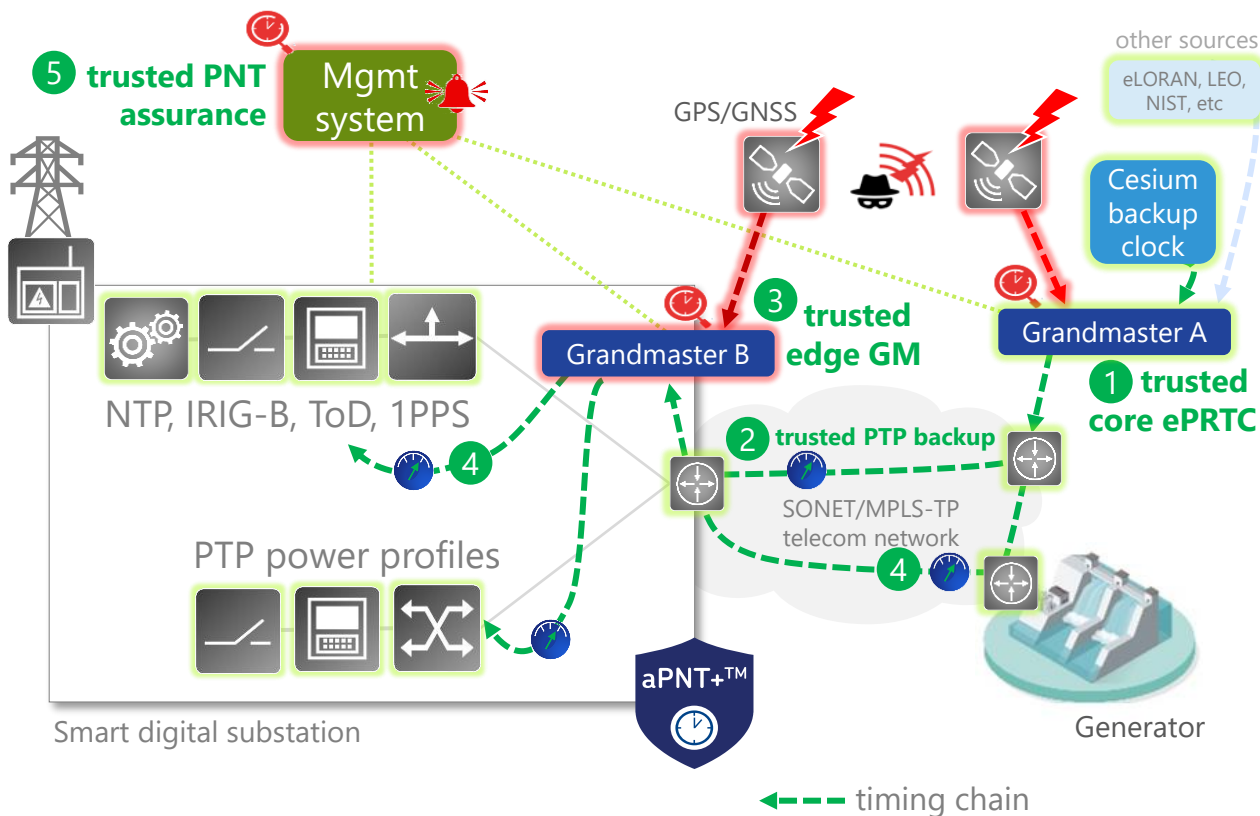 5 trusted PNT
assurance
Mgmt
system
GPS/GNSS
other sources
eLORAN, LEO,
NIST, etc
Cesium
backup
clock
3 trusted
edge GM
Grandmaster B
Grandmaster A
1 trusted
core ePRTC
NTP, IRIG-B, ToD, 1PPS
4
2 trusted PTP backup
SONET/MPLS-TP
telecom network
4
PTP power profiles
aPNT+™
Generator
Smart digital substation
timing chain